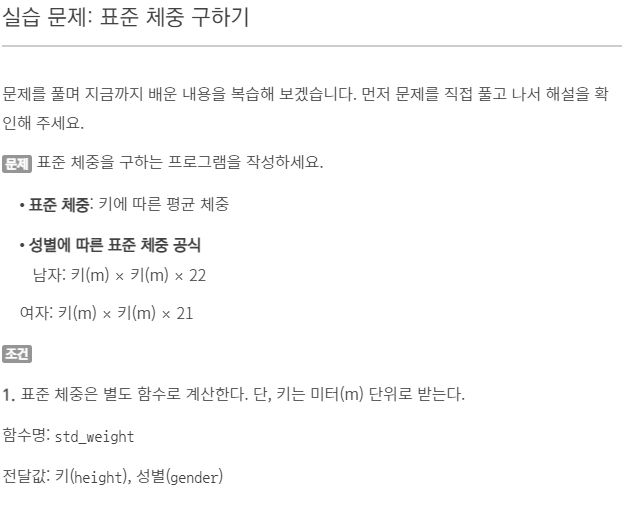 실습 문제: 표준 체중 구하기
문제를 풀며 지금까지 배운 내용을 복습해 보겠습니다. 먼저 문제를 직접 풀고 나서 해설을 확
인해 주세요.
문제 표준 체중을 구하는 프로그램을 작성하세요.
• 표준 체중: 키에 따른 평균 체중
• 성별에 따른 표준 체중 공식
남자: 키(m) × 키(m) × 22
여자: 키(m) × 키(m) × 21
조건
1. 표준 체중은 별도 함수로 계산한다. 단, 키는 미터(m) 단위로 받는다.
함수명: std_weight
전달값: 키(height), 성별(gender)